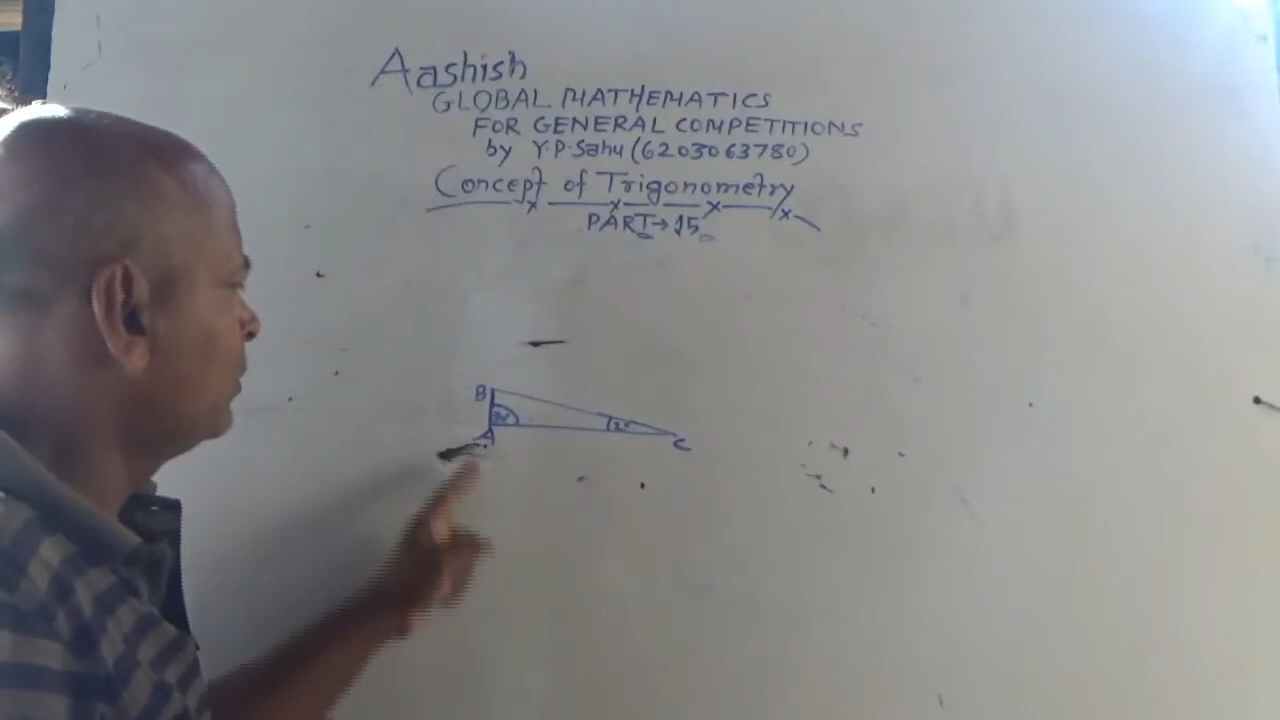 Aashish
GLOBAL MATHEMATICS
FOR GENERAL COMPETITIONS
by Y.P.Sahu (6203063780)
Concept of Trigonometry
PART→15
B
A
C